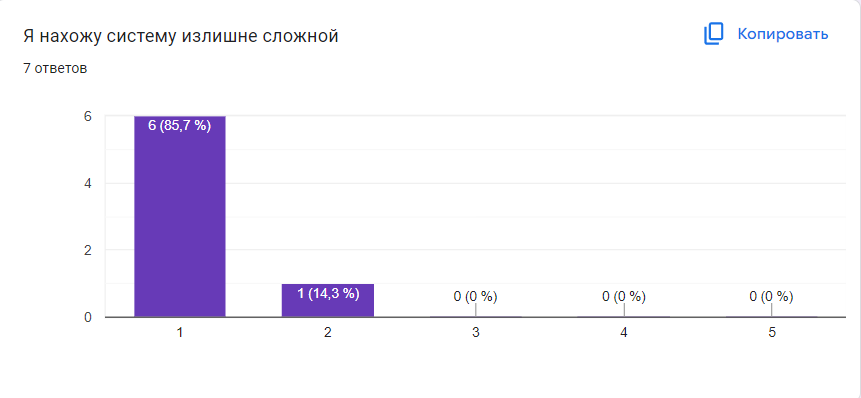 Я нахожу систему излишне сложной
Копировать
7 ответов
6
4
2
0
6 (85,7 %)
1 (14,3 %)
0 (0 %)
0 (0 %)
0 (0 %)
1
2
3
4
5